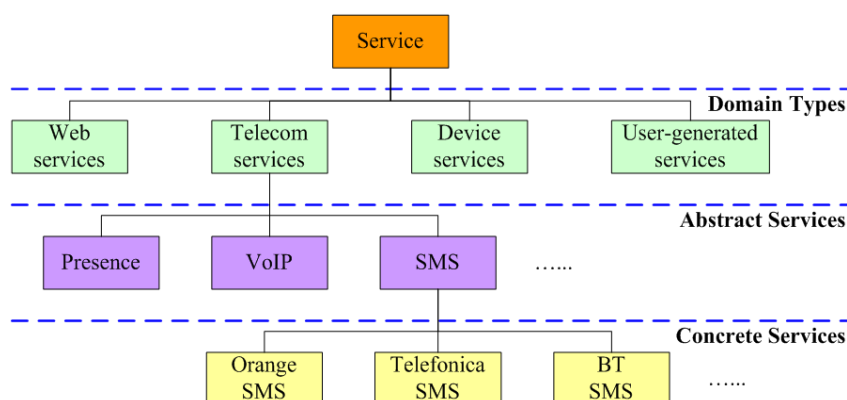 Service
Domain Types
Web
services
Telecom
services
Device
services
User-generated
services
Abstract Services
Presence
VoIP
SMS
…...
Concrete Services
Orange
SMS
Telefonica
SMS
BT
SMS
…...